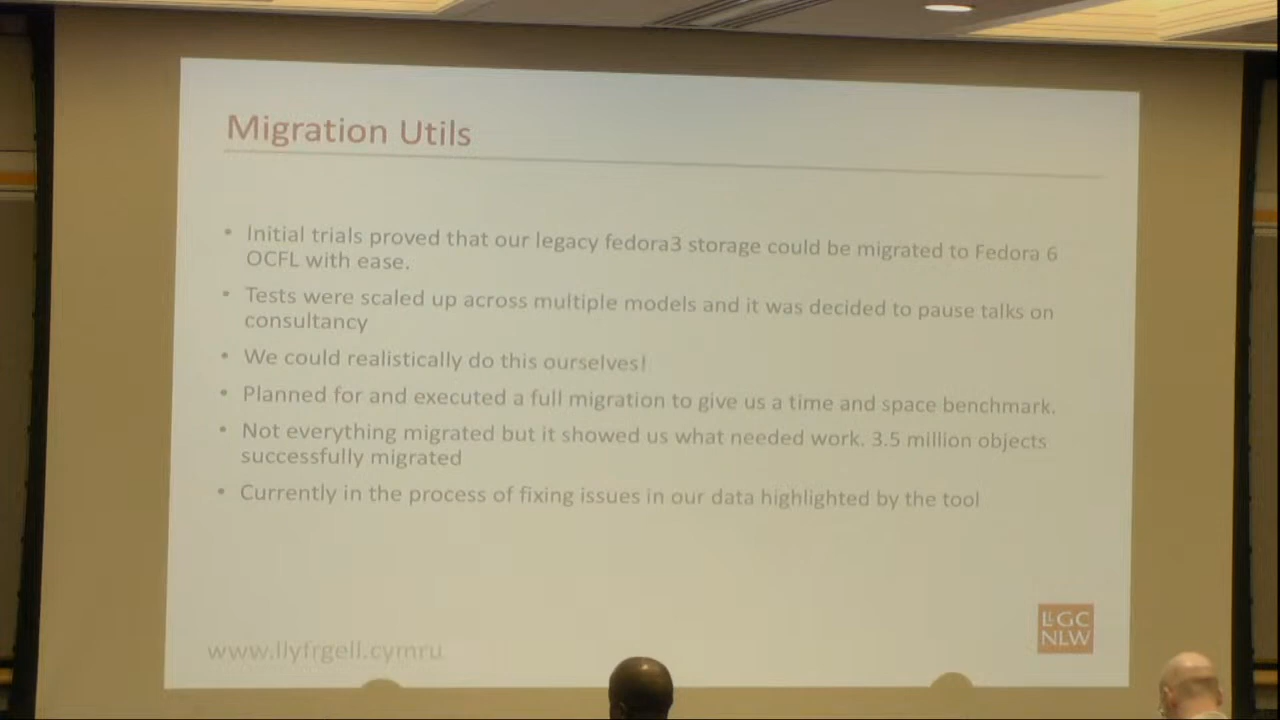 Migration Utils
• Initial trials proved that our legacy fedora3 storage could be migrated to Fedora 6
OCFL with ease.
• Tests were scaled up across multiple models and it was decided to pause talks on
consultancy
• We could realistically do this ourselves!
• Planned for and executed a full migration to give us a time and space benchmark.
• Not everything migrated but it showed us what needed work. 3.5 million objects
successfully migrated
• Currently in the process of fixing issues in our data highlighted by the tool
www.llyfrgell.cymru
LLGC
NLW